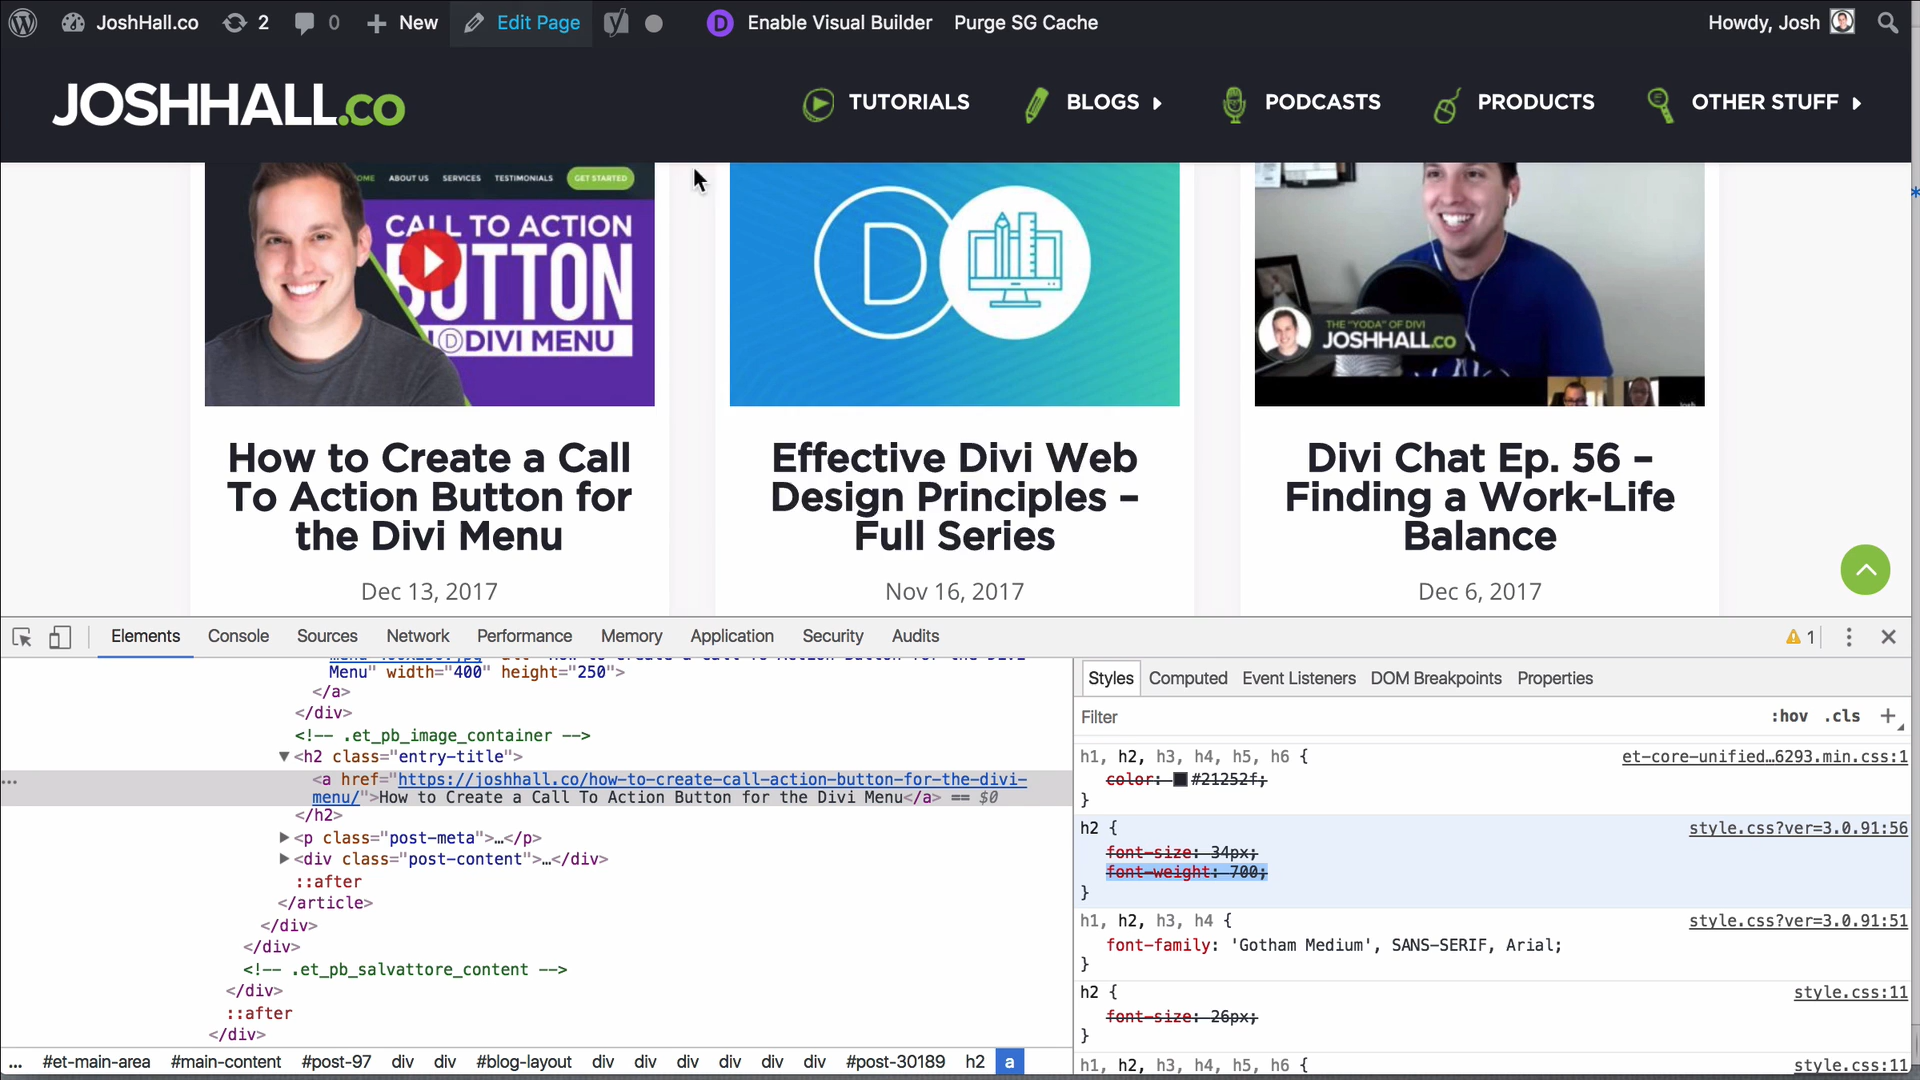 JoshHall.co 2 0 New Edit Page Enable Visual Builder Purge SG Cache Howdy, Josh
JOSHHALL.co TUTORIALS BLOGS PODCASTS PRODUCTS OTHER STUFF
ABOUT US SERVICES TESTIMONIALS GET STARTED
CALL TO ACTION
BUTTON
DIVI MENU
D
THE "YODA" OF DIVI
JOSHHALL.CO
How to Create a Call
To Action Button for
the Divi Menu
Dec 13, 2017
Effective Divi Web
Design Principles –
Full Series
Nov 16, 2017
Divi Chat Ep. 56 –
Finding a Work-Life
Balance
Dec 6, 2017
Elements Console Sources Network Performance Memory Application Security Audits 1
Menu" width="400" height="250">
</a>
</div>
<!-- .et_pb_image_container -->
▼<h2 class="entry-title">
<a href="https://joshhall.co/how-to-create-call-action-button-for-the-divi-
menu/">How to Create a Call To Action Button for the Divi Menu</a> == $0
</h2>
▶<p class="post-meta">…</p>
▶<div class="post-content">…</div>
::after
</article>
</div>
</div>
<!-- .et_pb_salvattore_content -->
</div>
::after
</div>
... #et-main-area #main-content #post-97 div div #blog-layout div div div div div div #post-30189 h2 a
Styles Computed Event Listeners DOM Breakpoints Properties
Filter :hov .cls +
h1, h2, h3, h4, h5, h6 { et-core-unified…6293.min.css:1
color: #21252f;
}
h2 { style.css?ver=3.0.91:56
font-size: 34px;
font-weight: 700;
}
h1, h2, h3, h4 { style.css?ver=3.0.91:51
font-family: 'Gotham Medium', SANS-SERIF, Arial;
}
h2 { style.css:11
font-size: 26px;
}
h1, h2, h3, h4, h5, h6 { style.css:11